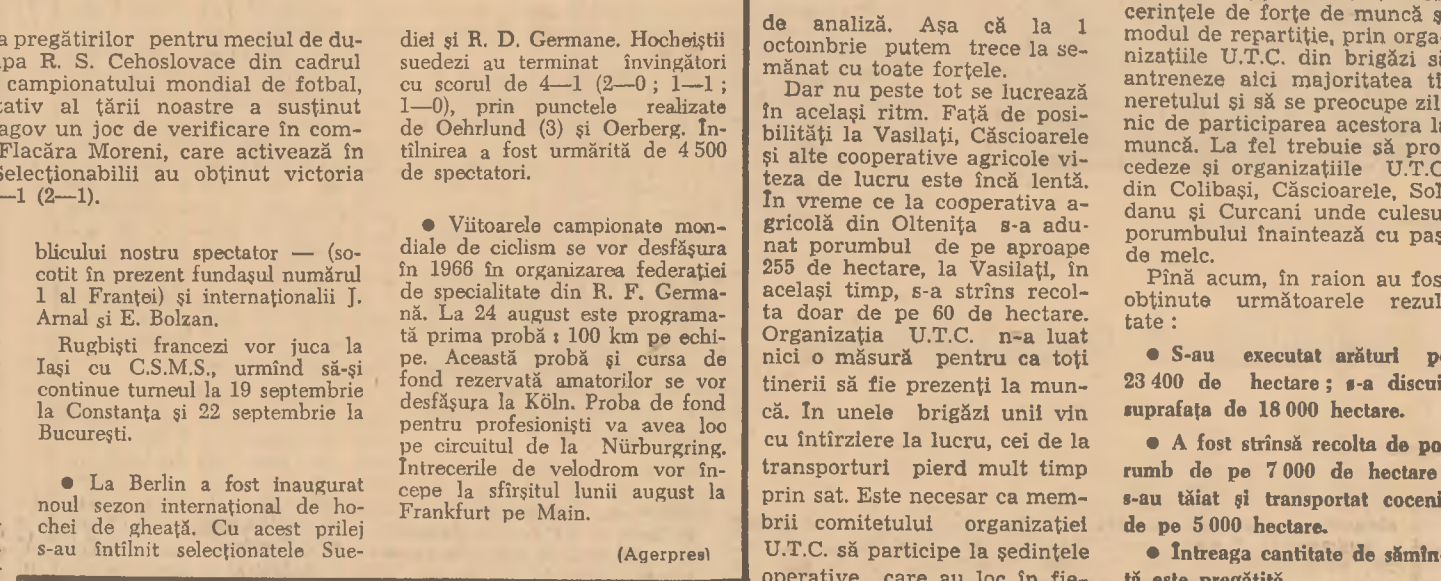 a pregătirilor pentru meciul de du-
pa R. S. Cehoslovace din cadrul
campionatului mondial de fotbal,
tativ al țării noastre a susținut
agov un joc de verificare în com-
Flacăra Moreni, care activează în
Selecționabilii au obținut victoria
—1 (2—1).
blicului nostru spectator — (so-
cotit în prezent fundașul numărul
1 al Franței) și internaționalii J.
Arnal și E. Bolzan.
Rugbiști francezi vor juca la
Iași cu C.S.M.S., urmînd să-și
continue turneul la 19 septembrie
la Constanța și 22 septembrie la
București.
● La Berlin a fost inaugurat
noul sezon internațional de ho-
chei de gheață. Cu acest prilej
s-au întîlnit selecționatele Sue-
diei și R. D. Germane. Hocheiștii
suedezi au terminat învingători
cu scorul de 4—1 (2—0 ; 1—1 ;
1—0), prin punctele realizate
de Oehrlund (3) și Oerberg. În-
tîlnirea a fost urmărită de 4 500
de spectatori.
● Viitoarele campionate mon-
diale de ciclism se vor desfășura
în 1966 în organizarea federației
de specialitate din R. F. Germa-
nă. La 24 august este programa-
tă prima probă : 100 km pe echi-
pe. Această probă și cursa de
fond rezervată amatorilor se vor
desfășura la Köln. Proba de fond
pentru profesioniști va avea loc
pe circuitul de la Nürburgring.
Întrecerile de velodrom vor în-
cepe la sfîrșitul lunii august la
Frankfurt pe Main.
(Agerpres)
de analiză. Așa că la 1
octombrie putem trece la se-
mănat cu toate forțele.
Dar nu peste tot se lucrează
în același ritm. Față de posi-
bilități la Vasilați, Căscioarele
și alte cooperative agricole vi-
teza de lucru este încă lentă.
În vreme ce la cooperativa a-
gricolă din Oltenița s-a adu-
nat porumbul de pe aproape
255 de hectare, la Vasilați, în
același timp, s-a strîns recol-
ta doar de pe 60 de hectare.
Organizația U.T.C. n-a luat
nici o măsură pentru ca toți
tinerii să fie prezenți la mun-
că. În unele brigăzi unii vin
cu întîrziere la lucru, cei de la
transporturi pierd mult timp
prin sat. Este necesar ca mem-
brii comitetului organizației
U.T.C. să participe la ședințele
operative care au loc în fie-
cerințele de forțe de muncă ș
modul de repartiție, prin orga-
nizațiile U.T.C. din brigăzi să
antreneze aici majoritatea ti-
neretului și să se preocupe zil-
nic de participarea acestora la
muncă. La fel trebuie să pro-
cedeze și organizațiile U.T.C.
din Colibași, Căscioarele, Sol
danu și Curcani unde culesu
porumbului înaintează cu paș
de melc.
Pînă acum, în raion au fos
obținute următoarele rezul-
tate :
● S-au executat arături pe
23 400 de hectare ; s-a discui
suprafața de 18 000 hectare.
● A fost strînsă recolta de po-
rumb de pe 7 000 de hectare
s-au tăiat și transportat coceni
de pe 5 000 hectare.
● Întreaga cantitate de sămîn-
ță este pregătită